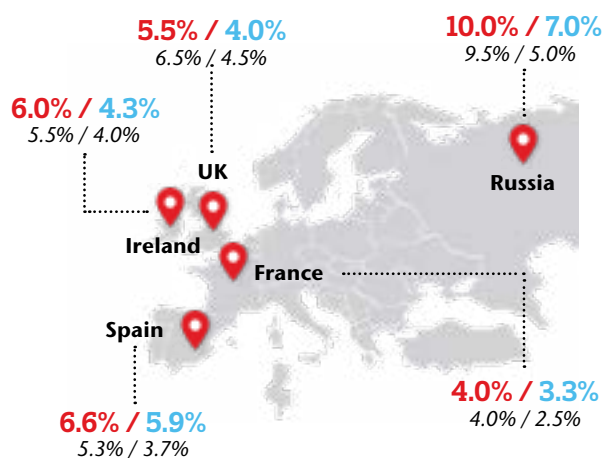 5.5% / 4.0%
6.5% / 4.5%
10.0% / 7.0%
9.5% / 5.0%
6.0% / 4.3%
5.5% / 4.0%
UK
Russia
Ireland
France
Spain
4.0% / 3.3%
4.0% / 2.5%
6.6% / 5.9%
5.3% / 3.7%